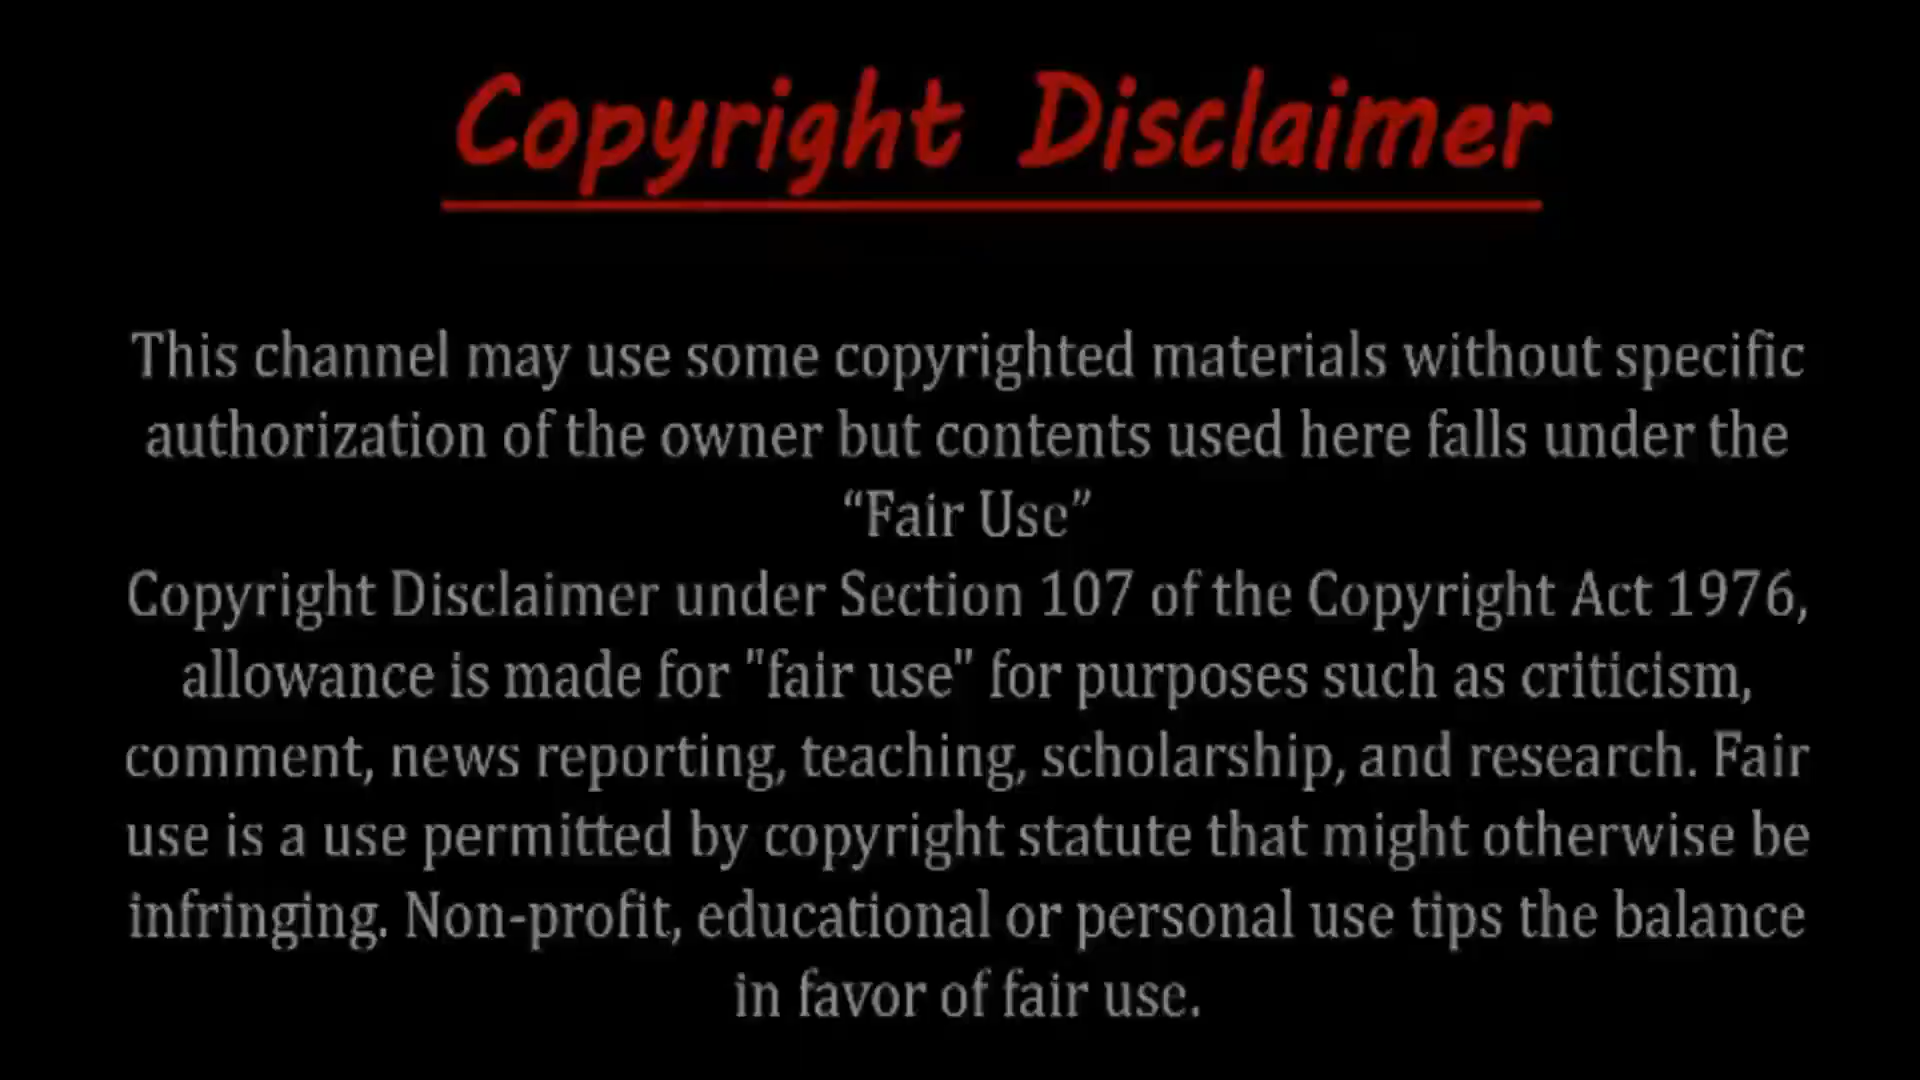 Copyright Disclaimer
This channel may use some copyrighted materials without specific
authorization of the owner but contents used here falls under the
“Fair Use”
Copyright Disclaimer under Section 107 of the Copyright Act 1976,
allowance is made for "fair use" for purposes such as criticism,
comment, news reporting, teaching, scholarship, and research. Fair
use is a use permitted by copyright statute that might otherwise be
infringing. Non-profit, educational or personal use tips the balance
in favor of fair use.